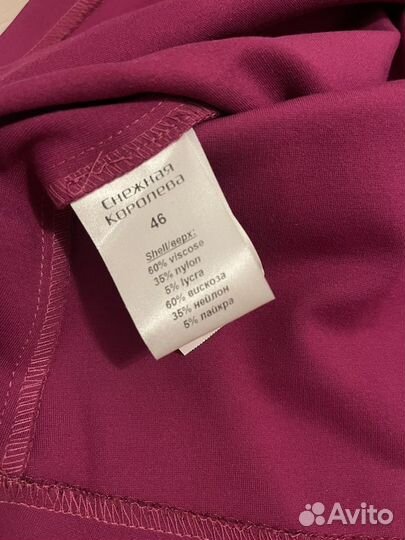 Снежная
Королева
46
Shell/верх:
60% viscose
35% nylon
5% lycra
60% вискоза
35% нейлон
5% лайкра
Avito